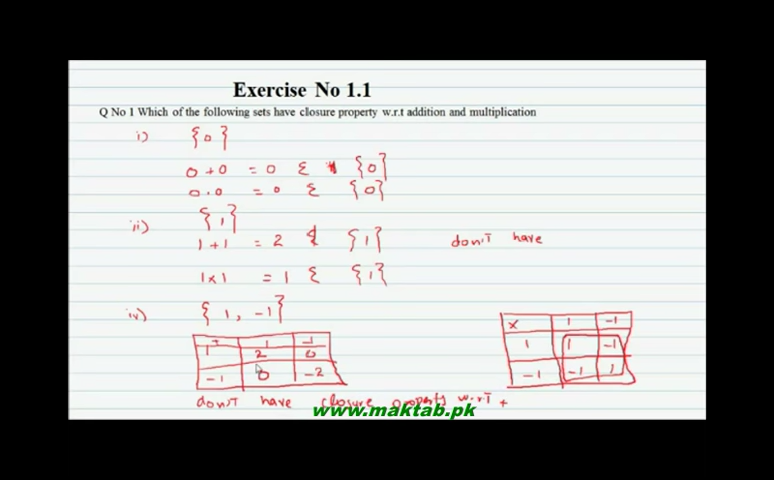 Exercise No 1.1
Q No 1 Which of the following sets have closure property w.r.t addition and multiplication
i) {0}
0+0 = 0 ∈ {0}
0.0 = 0 ∈ {0}
ii) {1}
1+1 = 2 ∉ {1} don't have
1x1 = 1 ∈ {1}
iv) {1, -1}
+ 1 -1
1 2 0
-1 0 -2
x 1 -1
1 1 -1
-1 -1 1
don't have closure property w.r.t +
www.maktab.pk